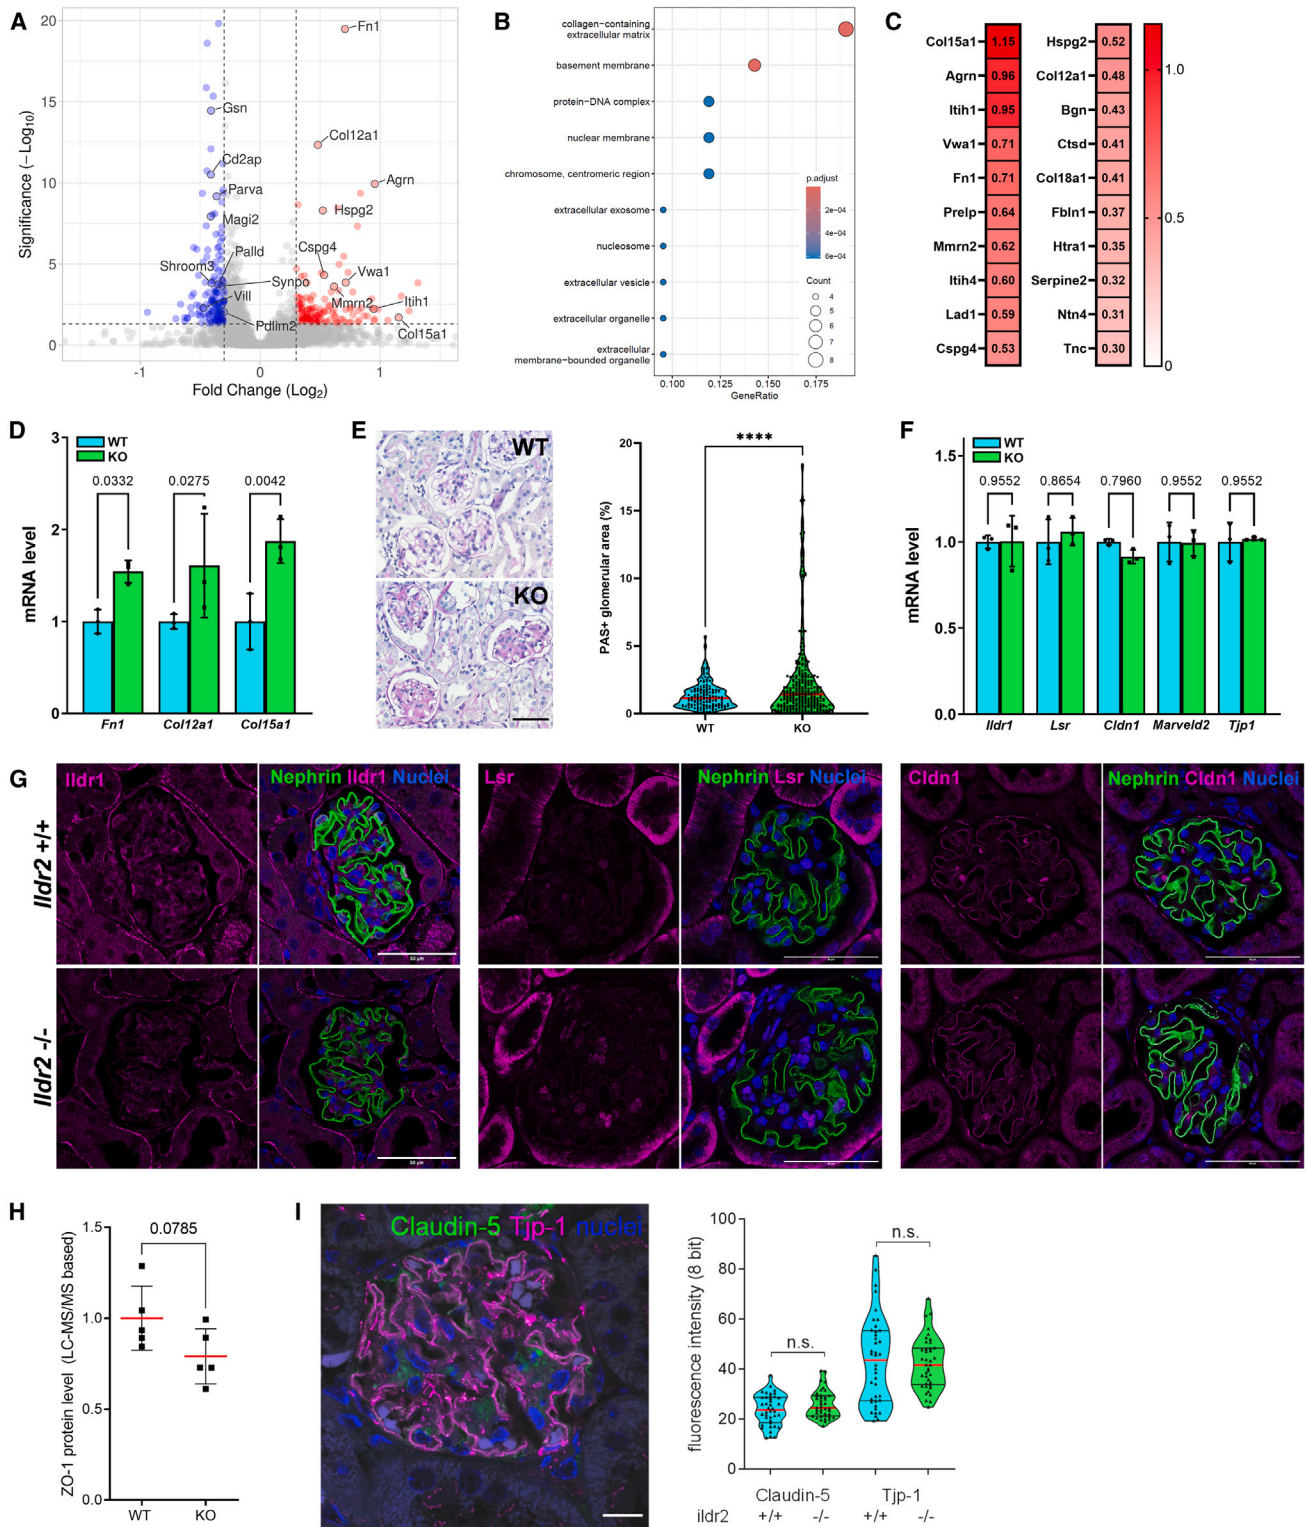 A
Significance (−Log10)
20
15
10
5
0
-1
0
1
Fold Change (Log2)
Fn1
Gsn
Col12a1
Cd2ap
Agrn
Parva
Hspg2
Magi2
Cspg4
Palld
Shroom3
Vwa1
Synpo
Vill
Mmrn2
Itih1
Pdlim2
Col15a1
B
collagen-containing
extracellular matrix
basement membrane
protein-DNA complex
nuclear membrane
chromosome, centromeric region
extracellular exosome
nucleosome
extracellular vesicle
extracellular organelle
extracellular
membrane-bounded organelle
0.100
0.125
0.150
0.175
GeneRatio
p.adjust
2e-04
4e-04
6e-04
Count
4
5
6
7
8
C
Col15a1 1.15
Agrn 0.96
Itih1 0.95
Vwa1 0.71
Fn1 0.71
Prelp 0.64
Mmrn2 0.62
Itih4 0.60
Lad1 0.59
Cspg4 0.53
Hspg2 0.52
Col12a1 0.48
Bgn 0.43
Ctsd 0.41
Col18a1 0.41
Fbln1 0.37
Htra1 0.35
Serpine2 0.32
Ntn4 0.31
Tnc 0.30
1.0
0.5
0
D
WT
KO
mRNA level
3
2
1
0
0.0332
0.0275
0.0042
Fn1
Col12a1
Col15a1
E
WT
KO
PAS+ glomerular area (%)
20
15
10
5
0
****
WT
KO
F
WT
KO
mRNA level
1.5
1.0
0.5
0.0
0.9552
0.8654
0.7960
0.9552
0.9552
Ildr1
Lsr
Cldn1
Marveld2
Tjp1
G
Ildr2 +/+
Ildr2 -/-
Ildr1
Nephrin Ildr1 Nuclei
50 µm
50 µm
Lsr
Nephrin Lsr Nuclei
Cldn1
Nephrin Cldn1 Nuclei
H
ZO-1 protein level (LC-MS/MS based)
1.5
1.0
0.5
0.0
0.0785
WT
KO
I
Claudin-5 Tjp-1 nuclei
fluorescence intensity (8 bit)
100
80
60
40
20
0
n.s.
n.s.
Claudin-5
Tjp-1
ildr2 +/+ -/- +/+ -/-